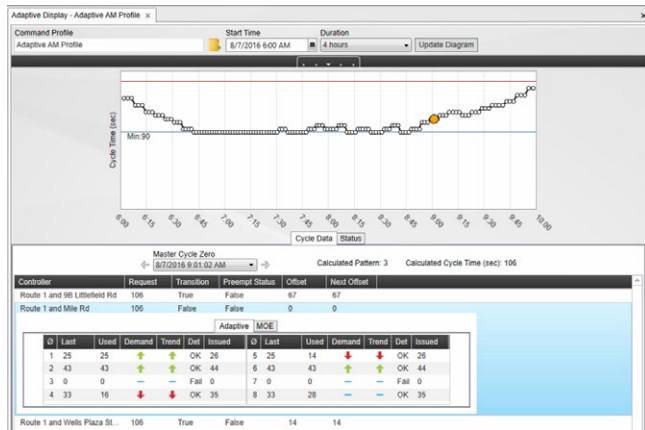 Adaptive Display - Adaptive AM Profile ×
Command Profile Start Time Duration
Adaptive AM Profile 8/7/2016 6:00 AM 4 hours Update Diagram
Cycle Time (sec)
Min:90
6:00 6:15 6:30 6:45 7:00 7:15 7:30 7:45 8:00 8:15 8:30 8:45 9:00 9:15 9:30 9:45 10:00
Cycle Data Status
Master Cycle Zero
8/7/2016 9:01:02 AM Calculated Pattern: 3 Calculated Cycle Time (sec): 106
Controller Request Transition Preempt Status Offset Next Offset
Route 1 and 9B Littlefield Rd 106 True False 67 67
Route 1 and Mile Rd 106 False False 0 0
Adaptive MOE
Ø Last Used Demand Trend Det Issued Ø Last Used Demand Trend Det Issued
1 25 25 OK 26 5 25 14 OK 26
2 43 43 OK 44 6 43 43 OK 44
3 0 0 Fail 0 7 0 0 Fail 0
4 33 16 OK 35 8 33 28 OK 35
Route 1 and Wells Plaza St... 106 True False 14 14